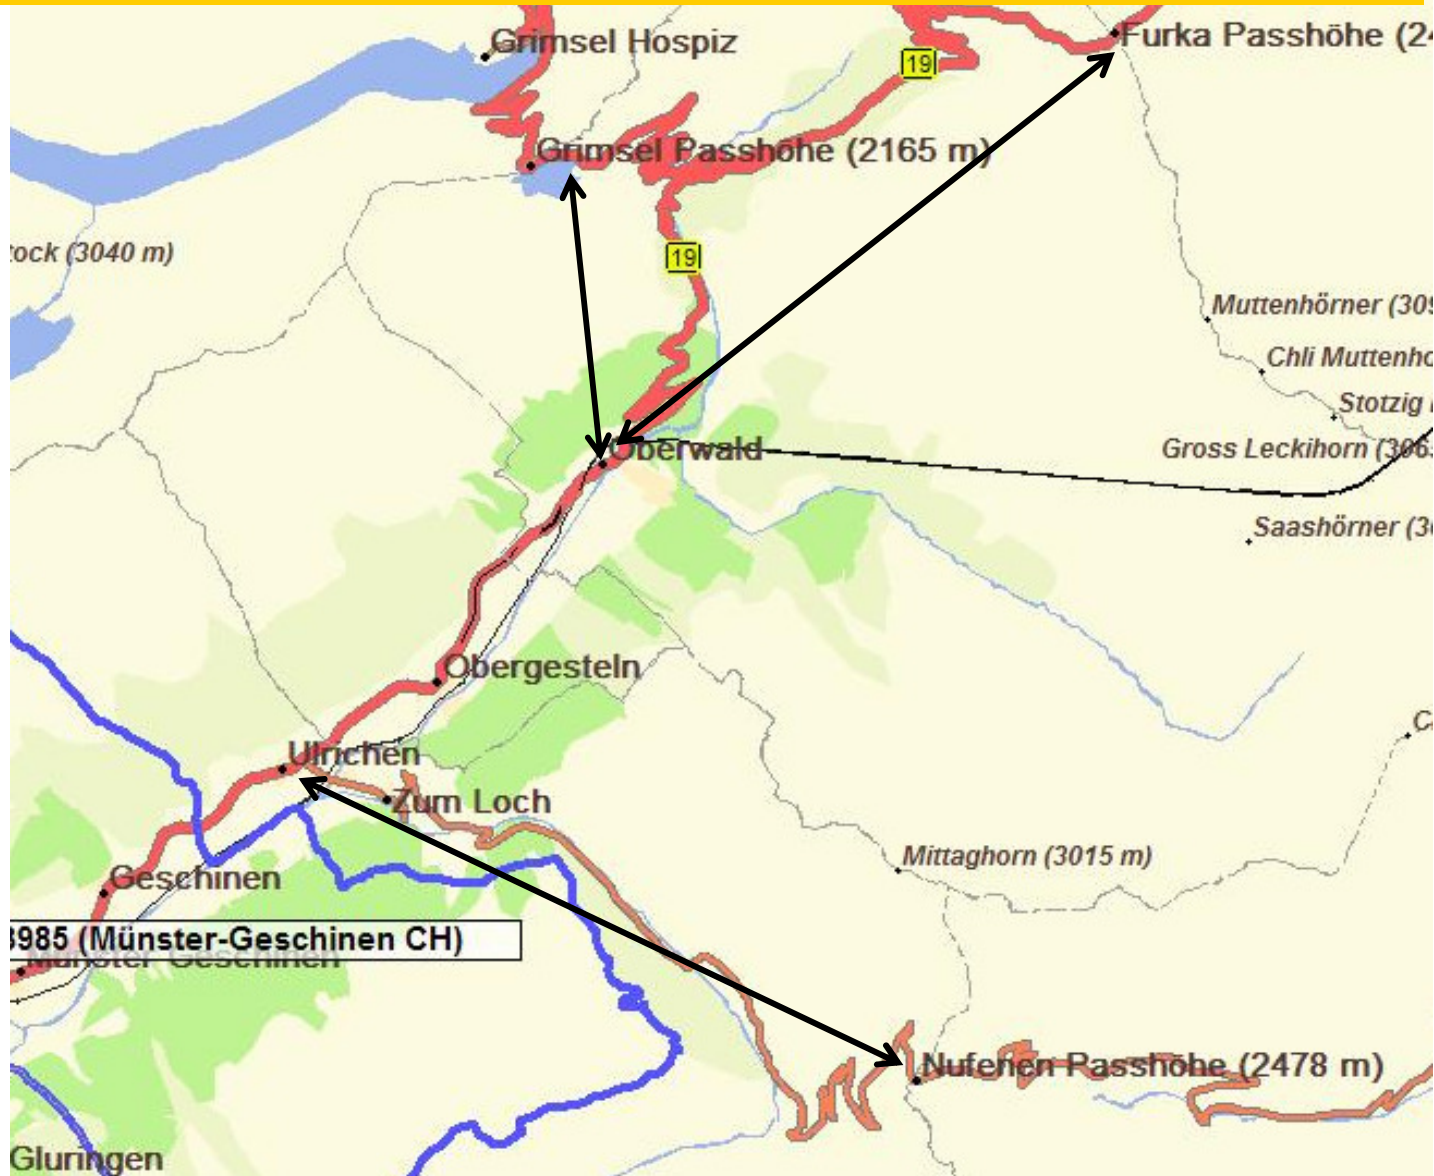 Grimsel Hospiz
Furka Passhöhe (24
19
Grimsel Passhöhe (2165 m)
tock (3040 m)
19
Muttenhörner (309
Chli Muttenho
Stotzig
Oberwald
Gross Leckihorn (3065
Saashörner (30
Obergesteln
Ulrichen
Zum Loch
Mittaghorn (3015 m)
Geschinen
3985 (Münster-Geschinen CH)
Münster-Geschinen
Nufenen Passhöhe (2478 m)
Gluringen